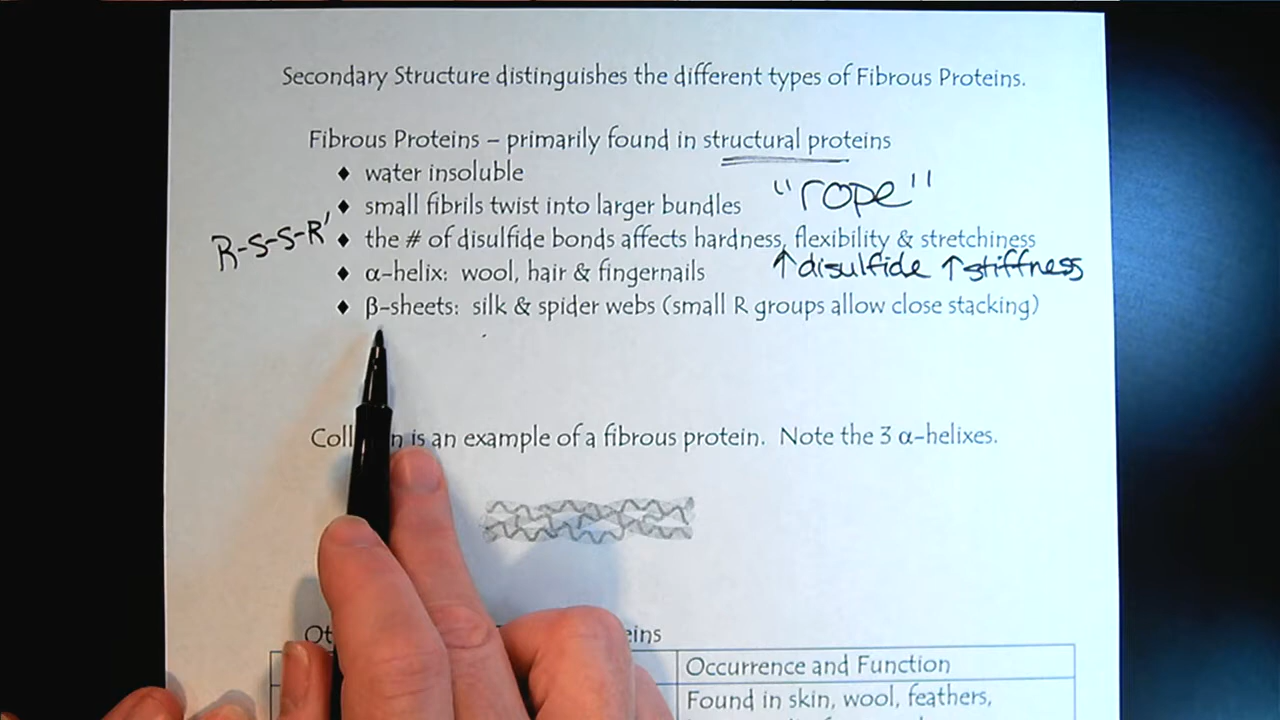 Secondary Structure distinguishes the different types of Fibrous Proteins.
Fibrous Proteins – primarily found in structural proteins
♦ water insoluble
♦ small fibrils twist into larger bundles "rope"
R-S-S-R'
♦ the # of disulfide bonds affects hardness, flexibility & stretchiness
♦ α-helix: wool, hair & fingernails ↑disulfide ↑stiffness
♦ β-sheets: silk & spider webs (small R groups allow close stacking)
is an example of a fibrous protein. Note the 3 α-helixes.
Occurrence and Function
Found in skin, wool, feathers,